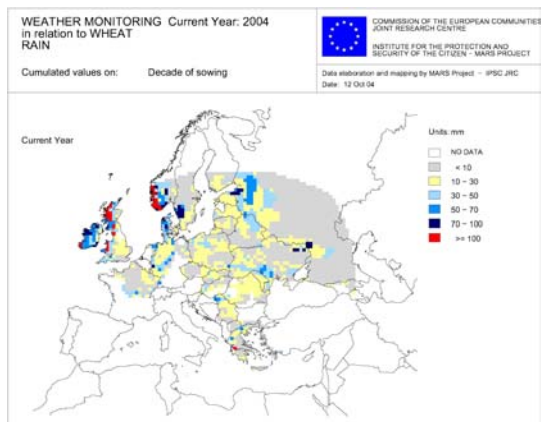 WEATHER MONITORING Current Year: 2004
in relation to WHEAT
RAIN
Cumulated values on: Decade of sowing
COMMISSION OF THE EUROPEAN COMMUNITIES
JOINT RESEARCH CENTRE
INSTITUTE FOR THE PROTECTION AND
SECURITY OF THE CITIZEN - MARS PROJECT
Data elaboration and mapping by MARS Project - IPSC JRC
Date: 12 Oct 04
Current Year
Units: mm
NO DATA
< 10
10 - 30
30 - 50
50 - 70
70 - 100
>= 100